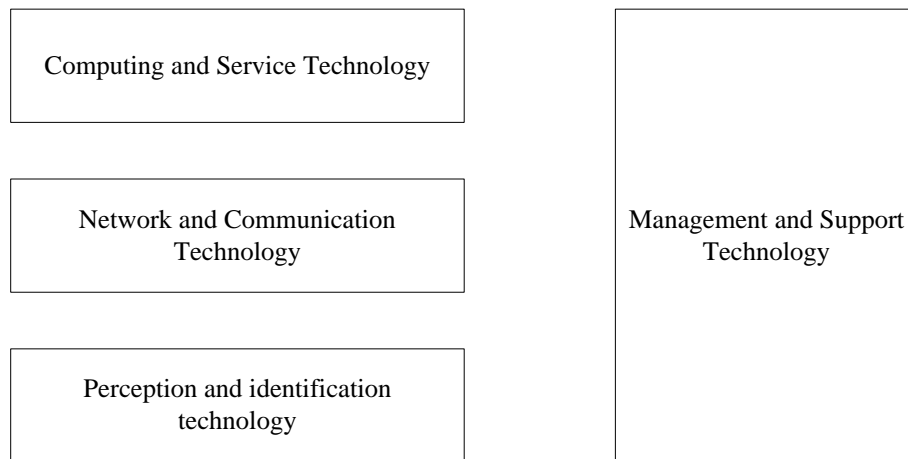 Computing and Service Technology
Network and Communication
Technology
Management and Support
Technology
Perception and identification
technology